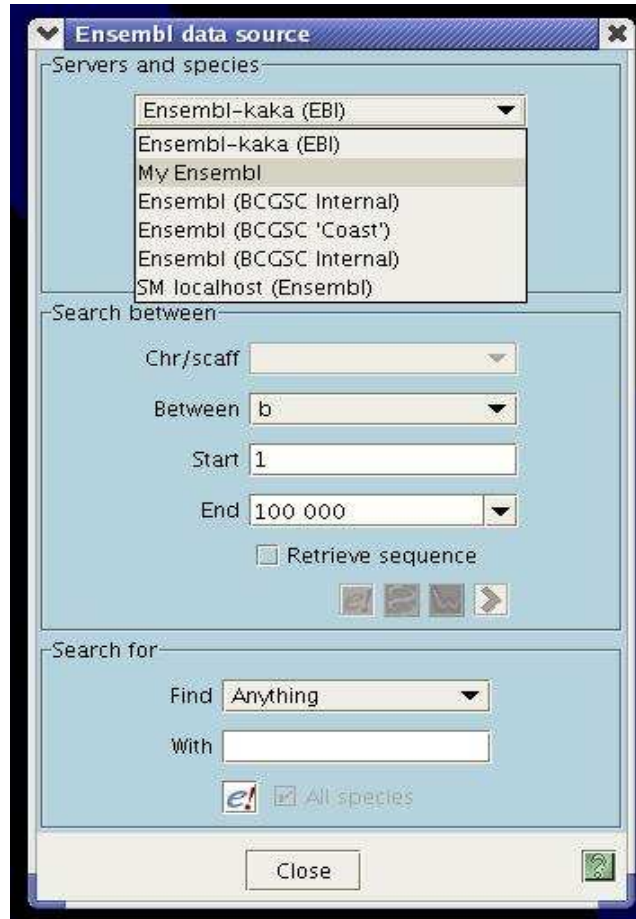 Ensembl data source
Servers and species
Ensembl-kaka (EBI)
Ensembl-kaka (EBI)
My Ensembl
Ensembl (BCGSC Internal)
Ensembl (BCGSC 'Coast')
Ensembl (BCGSC Internal)
SM localhost (Ensembl)
Search between
Chr/scaff
Between b
Start 1
End 100 000
Retrieve sequence
e!
Search for
Find Anything
With
e! All species
Close
?